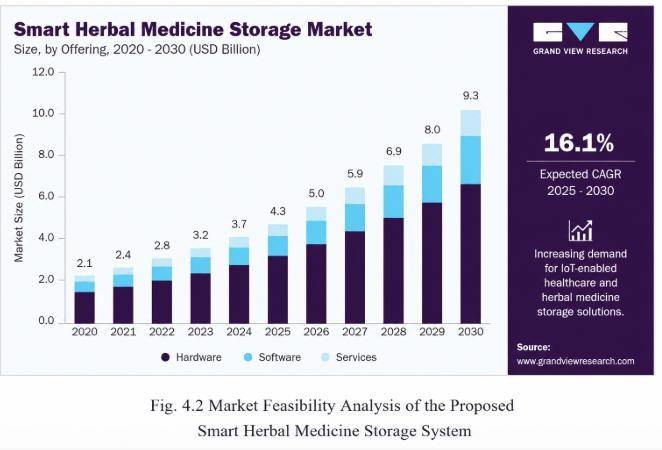 Smart Herbal Medicine Storage Market
Size, by Offering, 2020 - 2030 (USD Billion)
Market Size (USD Billion)
12.0
10.0
8.0
6.0
4.0
2.0
0.0
2.1
2.4
2.8
3.2
3.7
4.3
5.0
5.9
6.9
8.0
9.3
2020 2021 2022 2023 2024 2025 2026 2027 2028 2029 2030
Hardware Software Services
GRAND VIEW RESEARCH
16.1%
Expected CAGR
2025 - 2030
Increasing demand
for IoT-enabled
healthcare and
herbal medicine
storage solutions.
Source:
www.grandviewresearch.com
Fig. 4.2 Market Feasibility Analysis of the Proposed
Smart Herbal Medicine Storage System